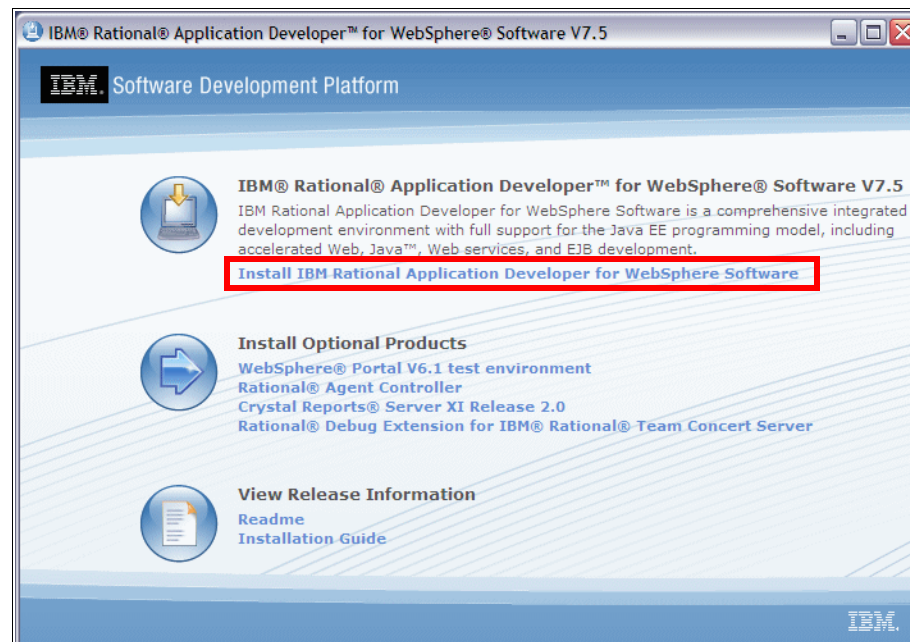 IBM® Rational® Application Developer™ for WebSphere® Software V7.5
IBM. Software Development Platform
IBM® Rational® Application Developer™ for WebSphere® Software V7.5
IBM Rational Application Developer for WebSphere Software is a comprehensive integrated
development environment with full support for the Java EE programming model, including
accelerated Web, Java™, Web services, and EJB development.
Install IBM Rational Application Developer for WebSphere Software
Install Optional Products
WebSphere® Portal V6.1 test environment
Rational® Agent Controller
Crystal Reports® Server XI Release 2.0
Rational® Debug Extension for IBM® Rational® Team Concert Server
View Release Information
Readme
Installation Guide
IBM.